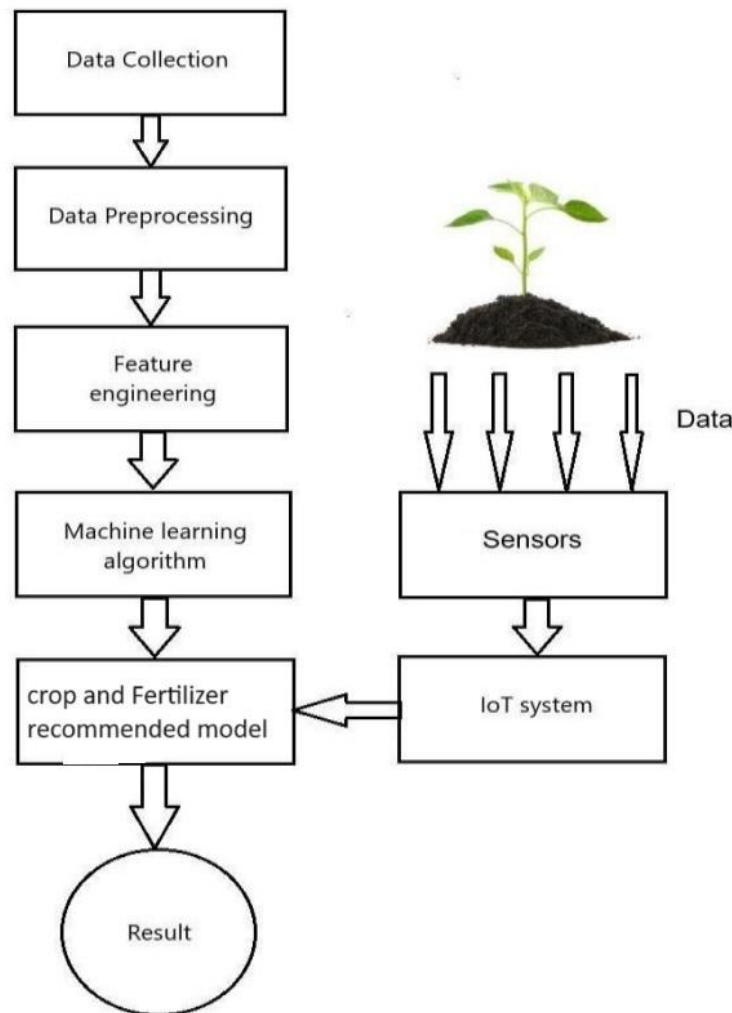 Data Collection
Data Preprocessing
Feature
engineering
Machine learning
algorithm
crop and Fertilizer
recommended model
Result
Data
Sensors
IoT system